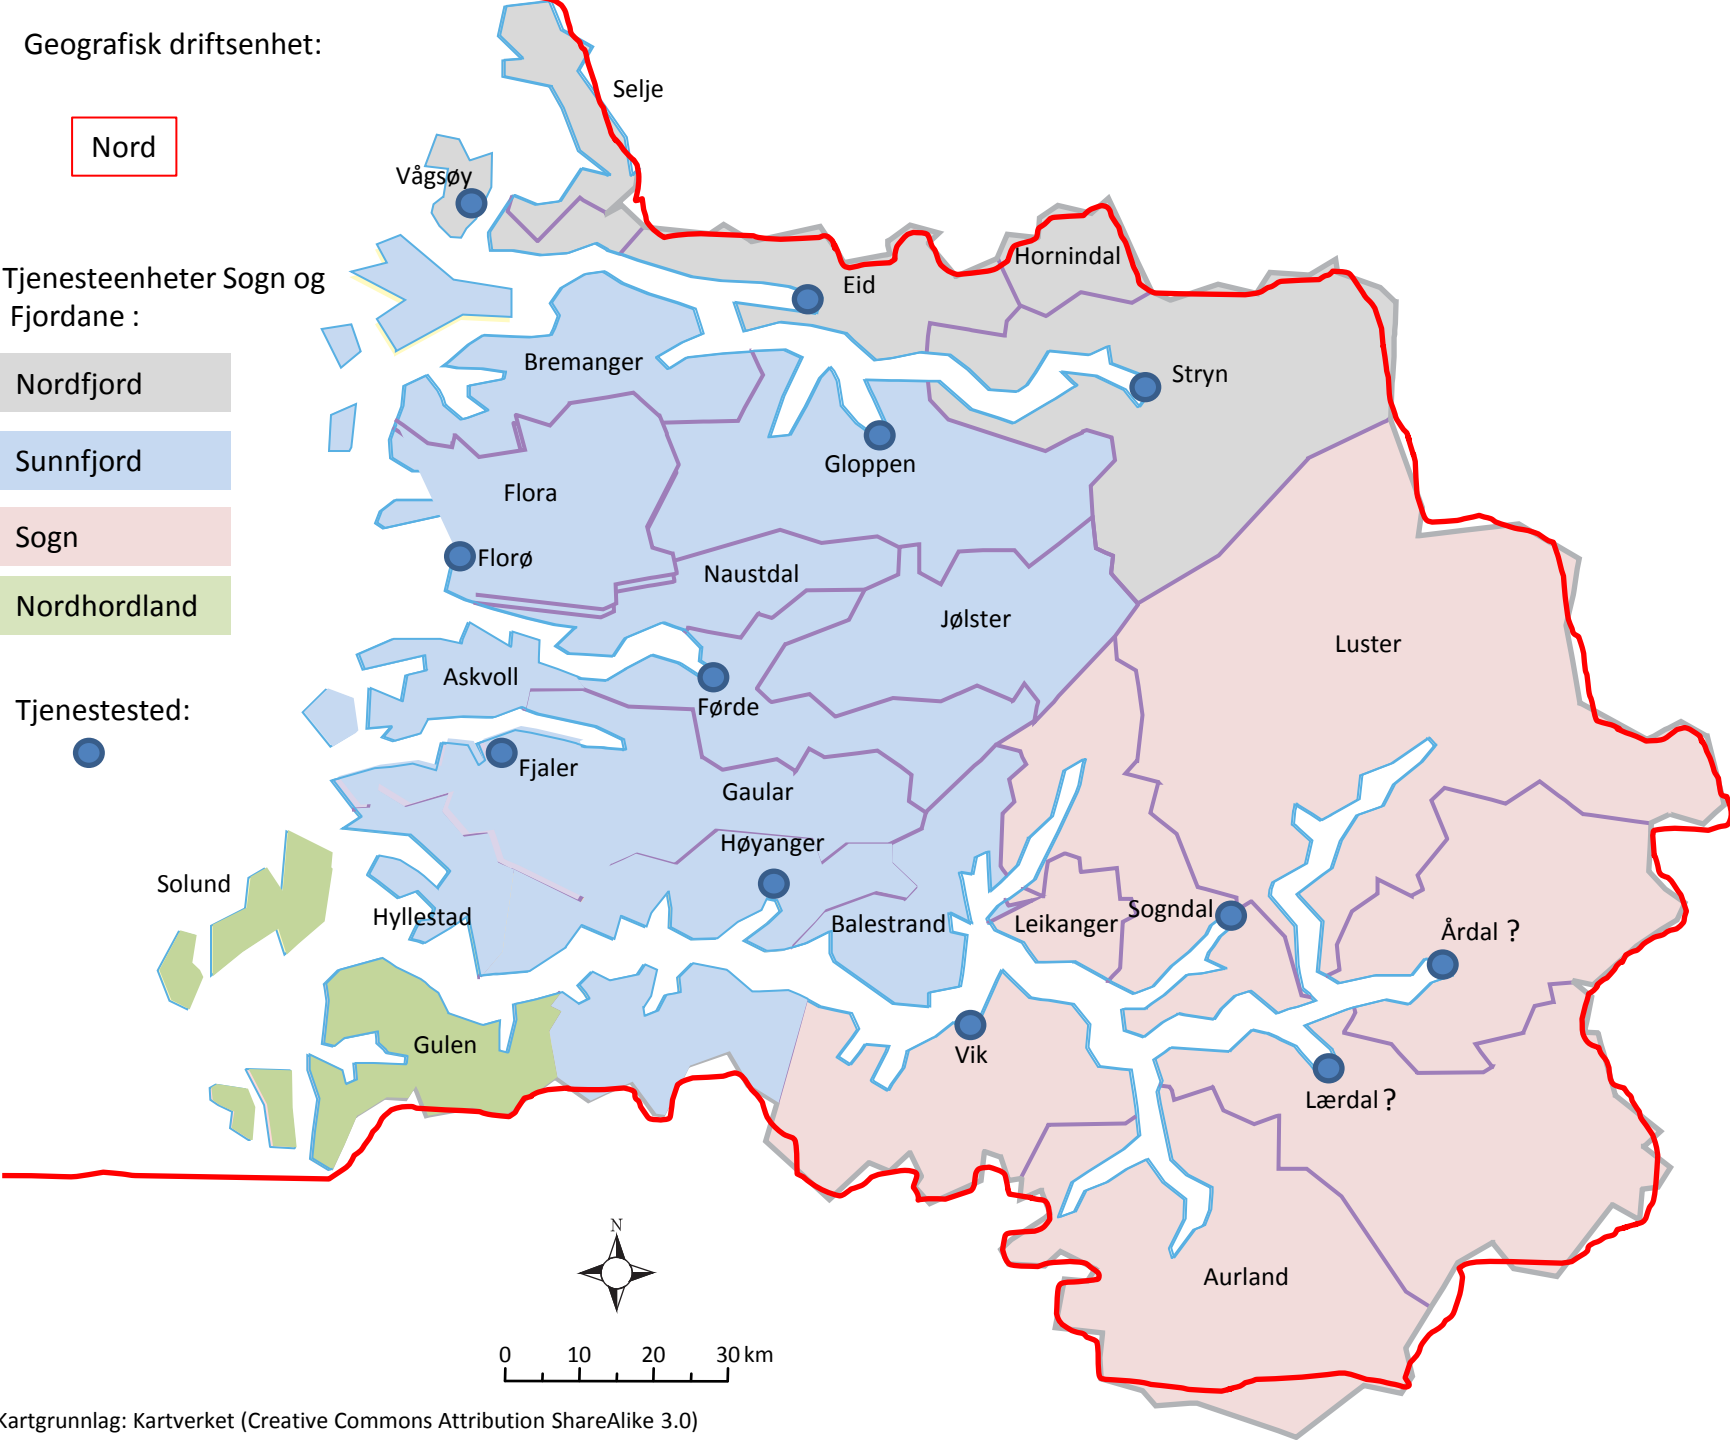 Geografisk driftsenhet:
Nord
Tjenesteenheter Sogn og
Fjordane :
Nordfjord
Sunnfjord
Sogn
Nordhordland
Tjenestested:
Selje
Vågsøy
Hornindal
Eid
Bremanger
Stryn
Gloppen
Flora
Florø
Naustdal
Jølster
Luster
Askvoll
Førde
Fjaler
Gaular
Høyanger
Solund
Hyllestad
Balestrand
Leikanger
Sogndal
Årdal ?
Gulen
Vik
Lærdal ?
Aurland
N
0 10 20 30 km
Kartgrunnlag: Kartverket (Creative Commons Attribution ShareAlike 3.0)